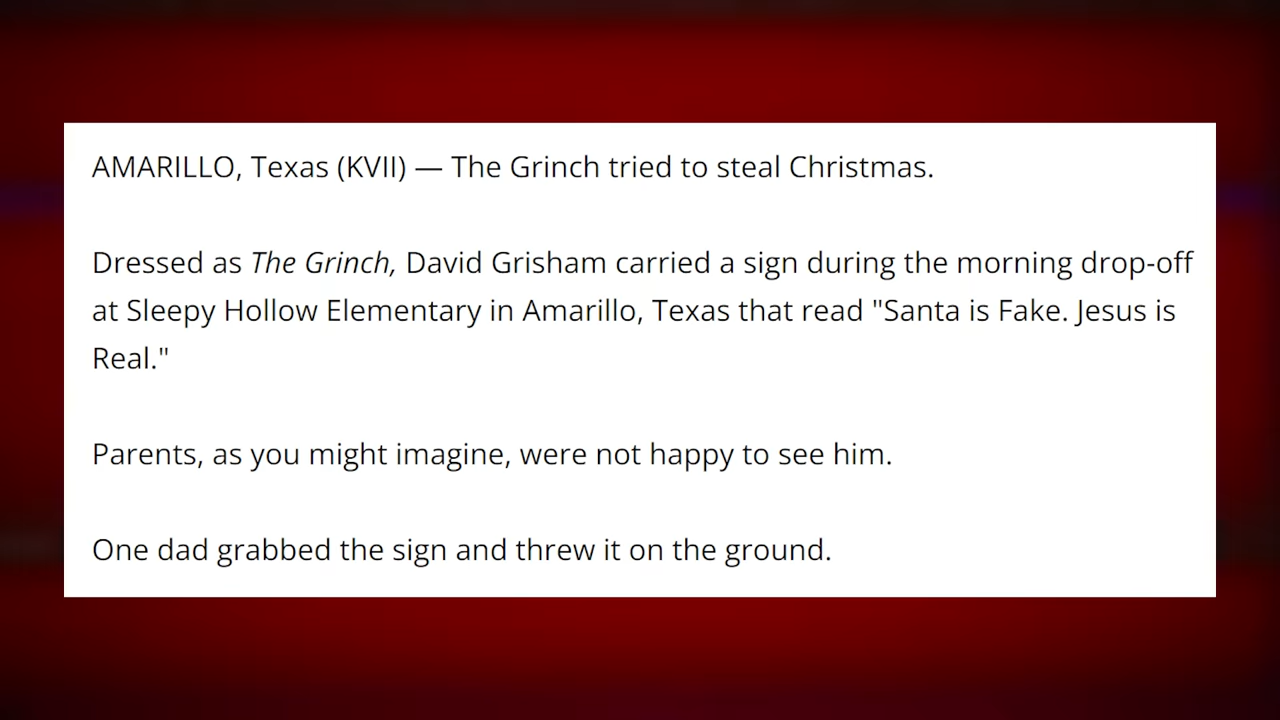 AMARILLO, Texas (KVII) — The Grinch tried to steal Christmas.
Dressed as The Grinch, David Grisham carried a sign during the morning drop-off
at Sleepy Hollow Elementary in Amarillo, Texas that read "Santa is Fake. Jesus is
Real."
Parents, as you might imagine, were not happy to see him.
One dad grabbed the sign and threw it on the ground.